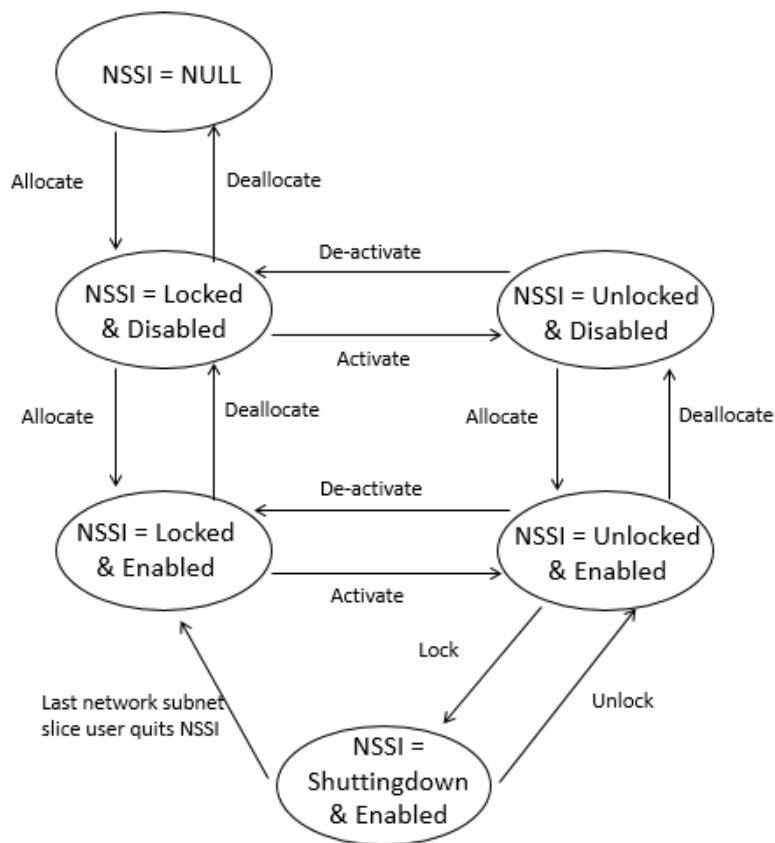 NSSI = NULL
Allocate
Deallocate
De-activate
NSSI = Locked
& Disabled
NSSI = Unlocked
& Disabled
Activate
Allocate
Deallocate
Allocate
Deallocate
De-activate
NSSI = Locked
& Enabled
NSSI = Unlocked
& Enabled
Activate
Lock
Last network subnet
slice user quits NSSI
Unlock
NSSI =
Shuttingdown
& Enabled